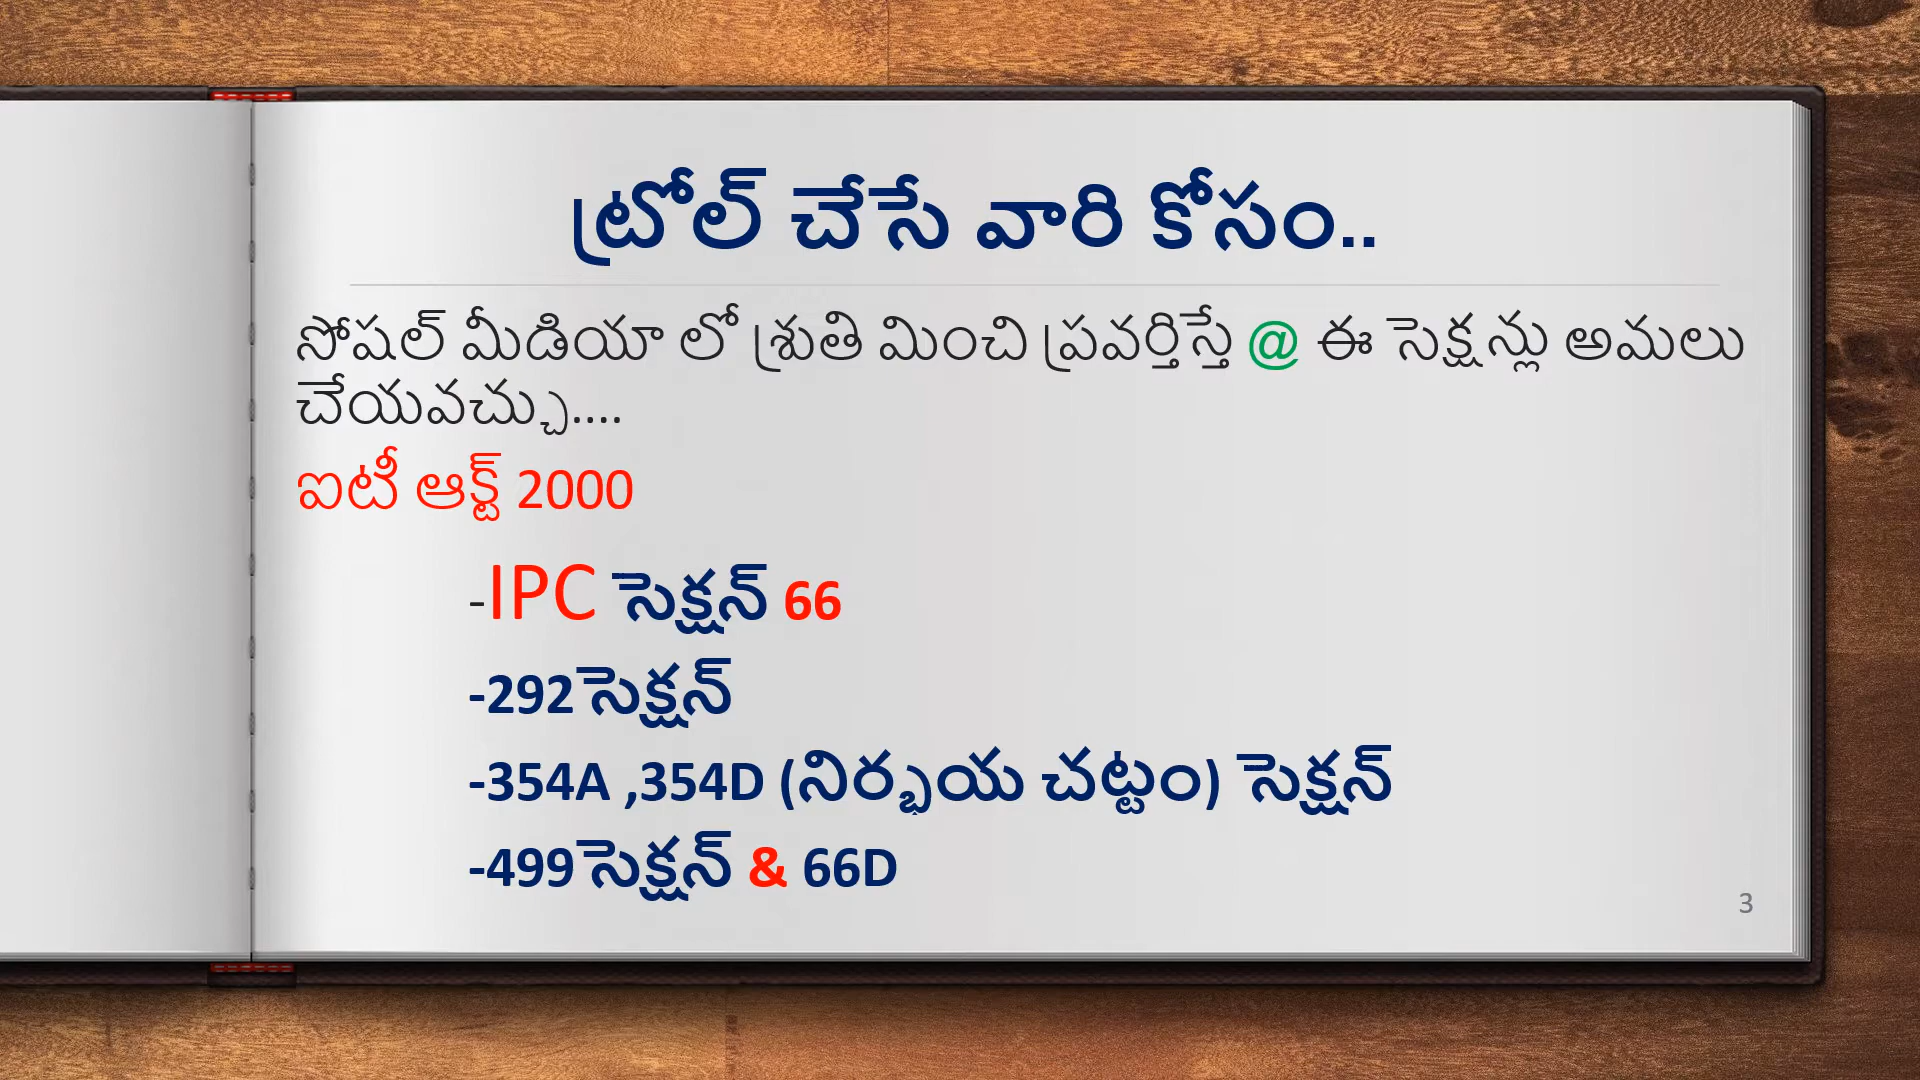 ట్రోల్ చేసే వారి కోసం..
సోషల్ మీడియా లో శ్రుతి మించి ప్రవర్తిస్తే @ ఈ సెక్షన్లు అమలు
చేయవచ్చు....
ఐటీ ఆక్ట్ 2000
-IPC సెక్షన్ 66
-292సెక్షన్
-354A ,354D (నిర్భయ చట్టం) సెక్షన్
-499సెక్షన్ & 66D
3